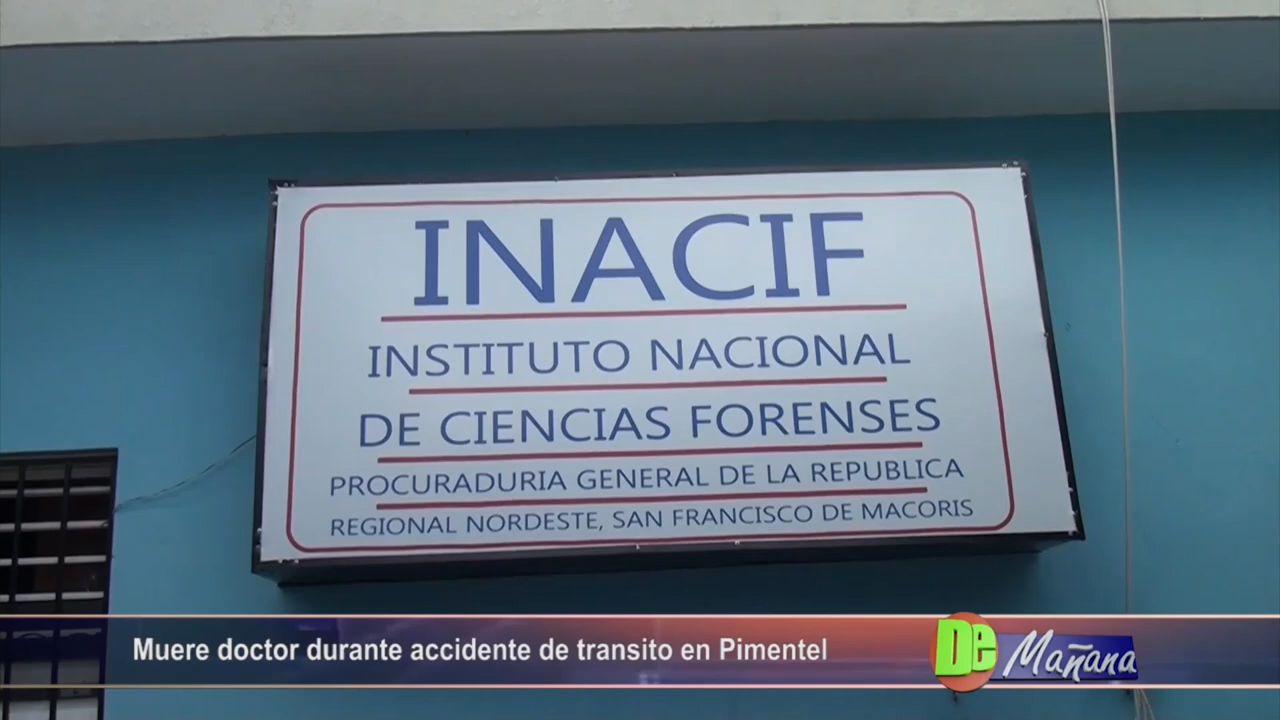 INACIF
INSTITUTO NACIONAL
DE CIENCIAS FORENSES
PROCURADURIA GENERAL DE LA REPUBLICA
REGIONAL NORDESTE, SAN FRANCISCO DE MACORIS
Muere doctor durante accidente de transito en Pimentel
De Mañana